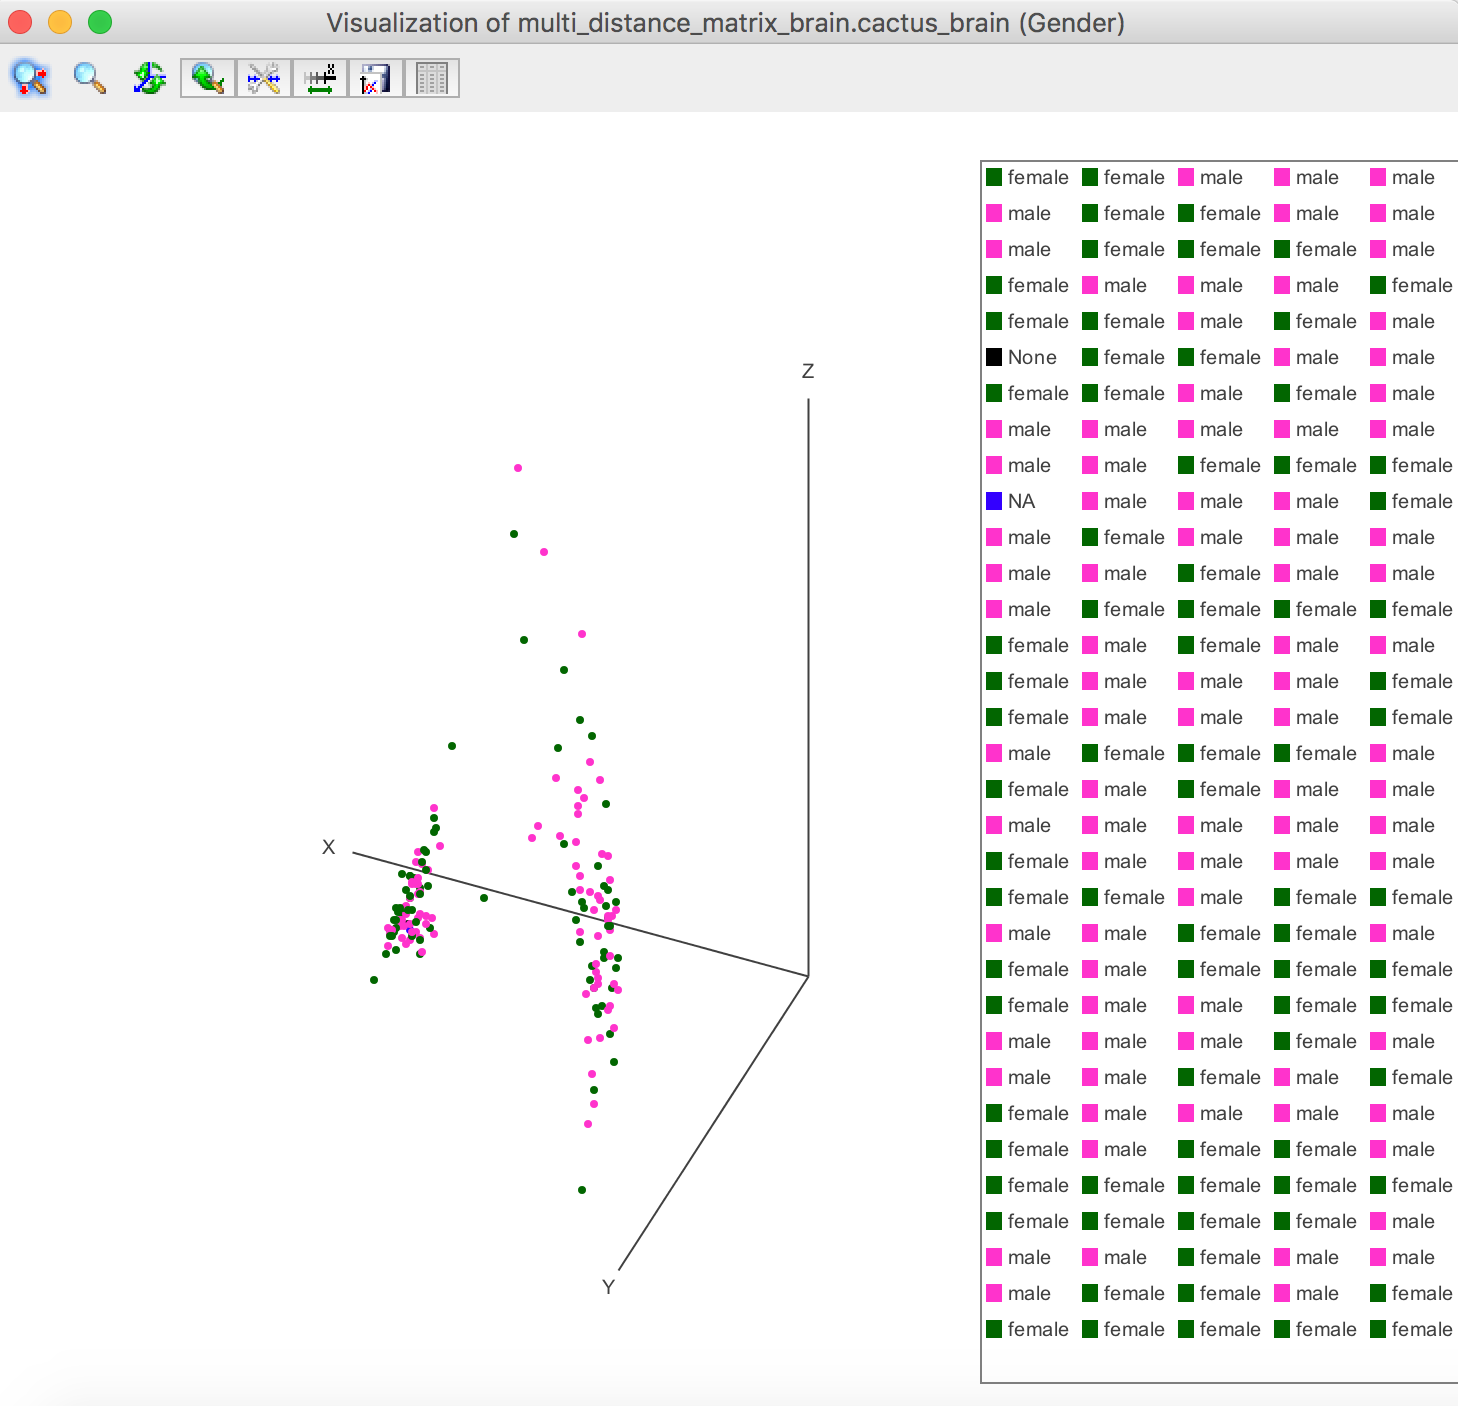 Visualization of multi_distance_matrix_brain.cactus_brain (Gender)
female female male male male
male female female male male
male female female female male
female male male male female
female female male female male
None female female male male
female female male female male
male male male male male
male male female female female
NA male male male female
male female male male male
male male female male male
male female female female female
female male female male male
female male male male female
female male male male female
male female female female male
female male female male male
male male male male male
female male male male male
female female female female female
male male female female male
female male female female female
female male male female female
male male male female male
male male female male female
female male male male male
female male female female male
female female female female female
female female female female male
male male female male male
male female female male female
female female female female female
Z
X
Y